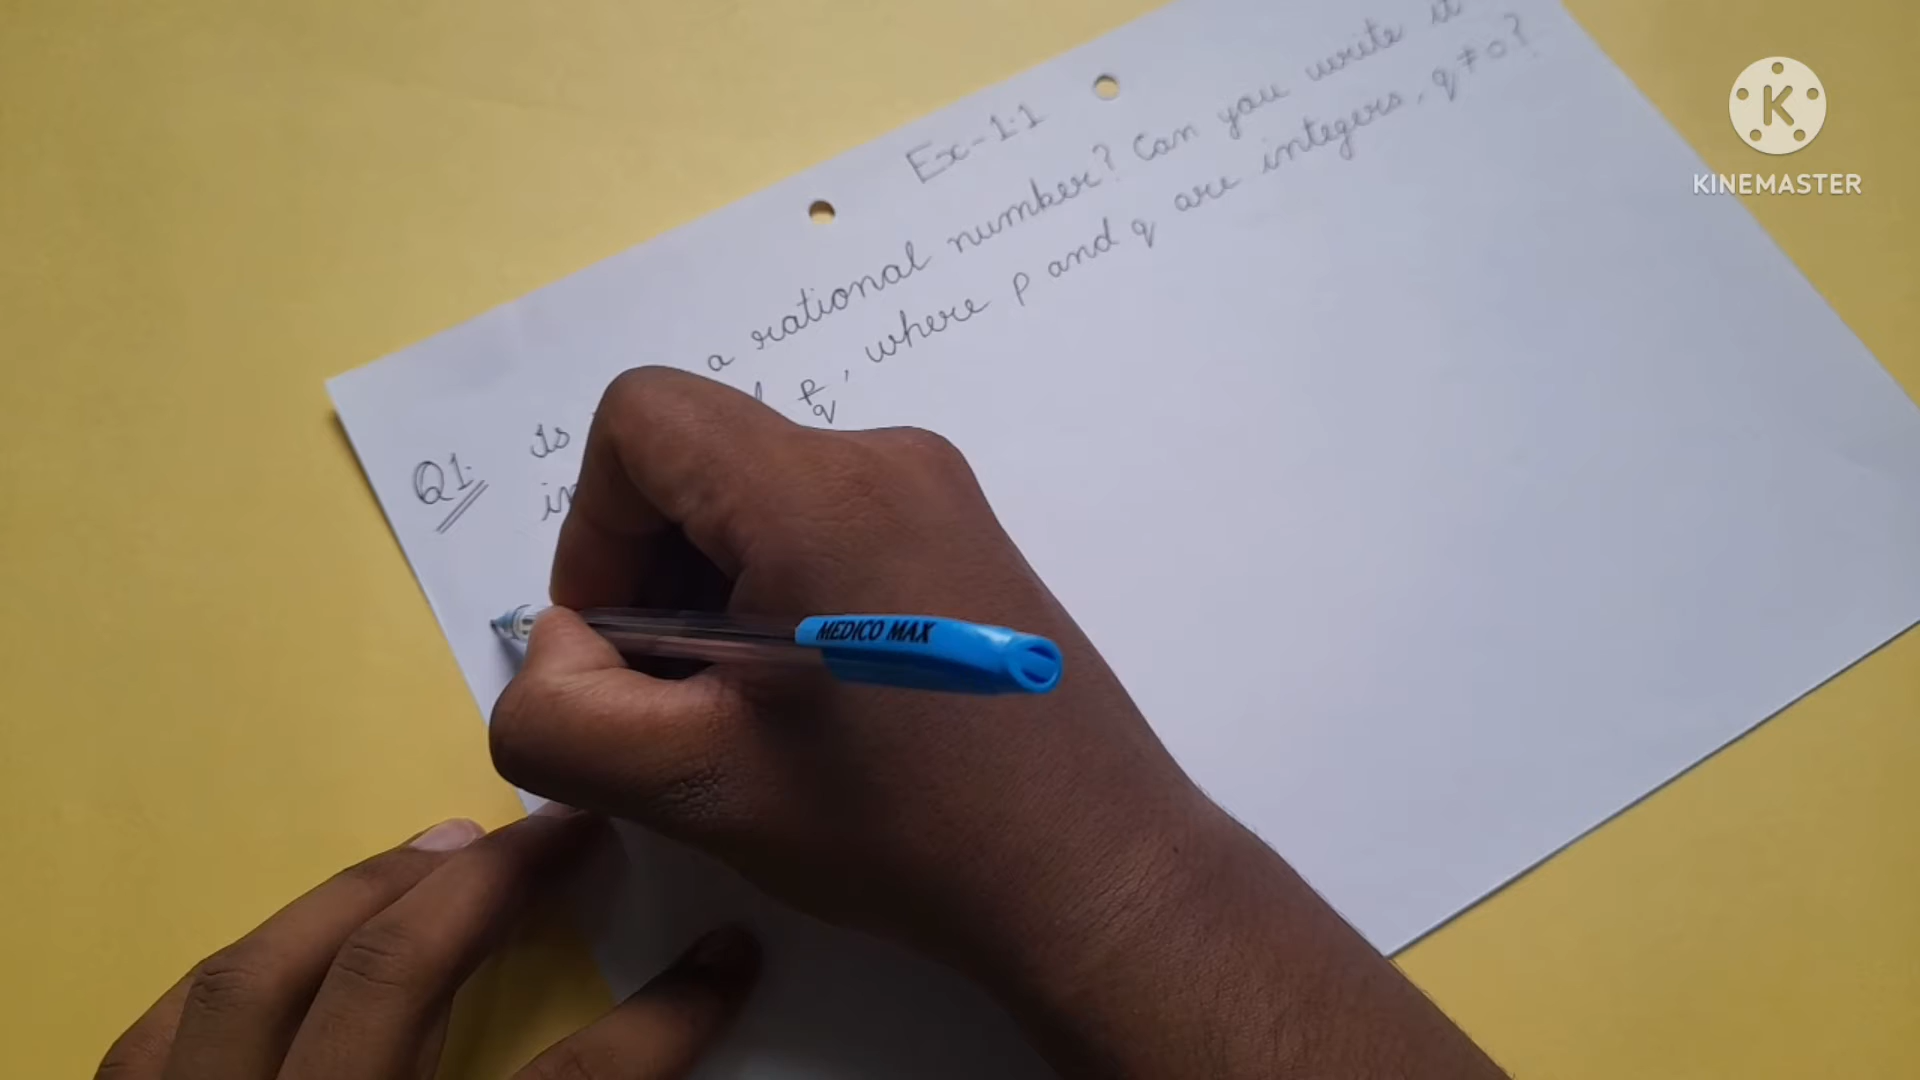 Ex-1.1
Q1. Is a rational number? Can you write it
p/q, where p and q are integers, q ≠ 0?
MEDICO MAX
K
KINEMASTER